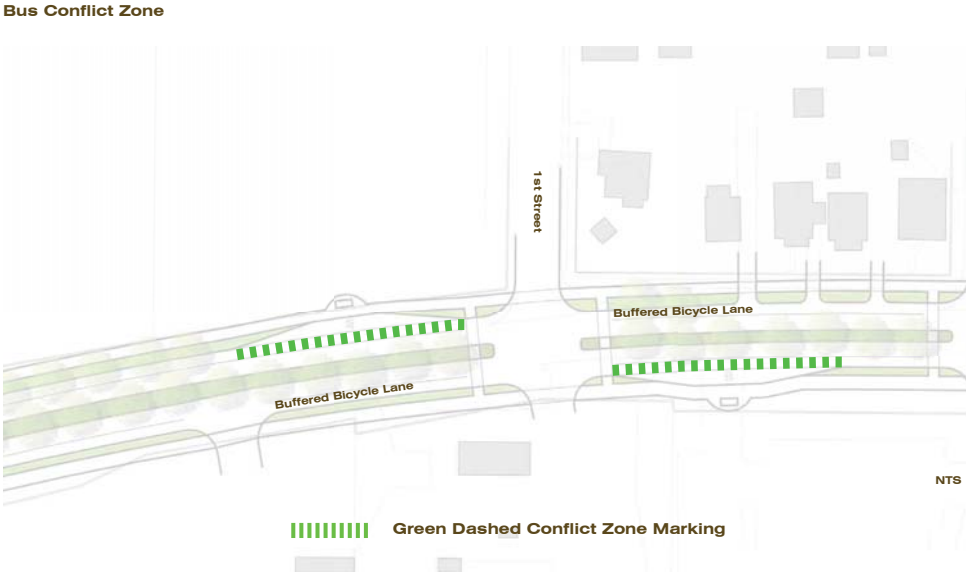 Bus Conflict Zone
1st Street
Buffered Bicycle Lane
Buffered Bicycle Lane
NTS
Green Dashed Conflict Zone Marking